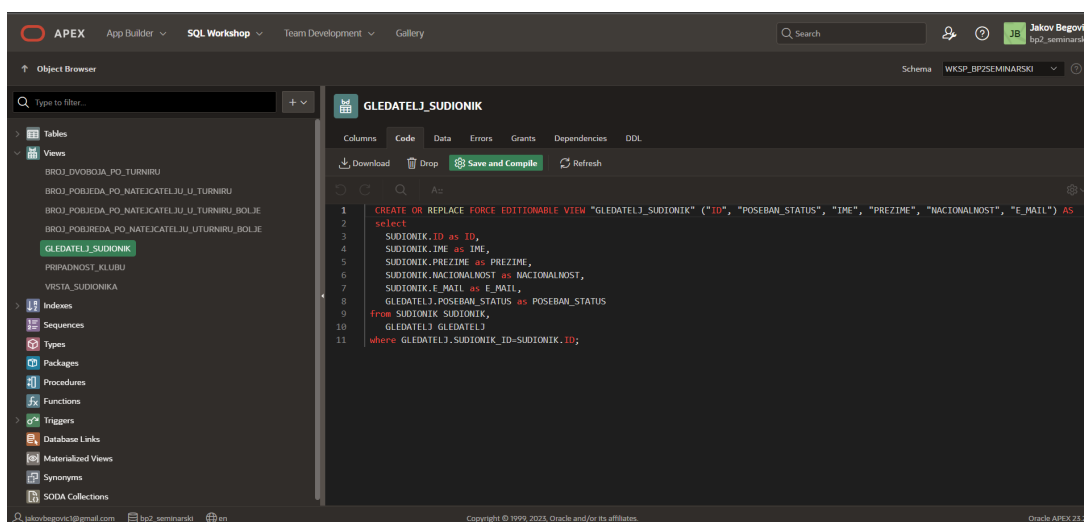 APEX App Builder SQL Workshop Team Development Gallery Search JB Jakov Begovi
bp2_seminarsk
Object Browser Schema WKSP_BP2SEMINARSKI
Type to filter...
GLEDATELJ_SUDIONIK
Tables
Views
BROJ_DVOBOJA_PO_TURNIRU
BROJ_POBJEDA_PO_NATJECATELJU_U_TURNIRU
BROJ_POBJEDA_PO_NATEJCATELJU_U_TURNIRU_BOLJE
BROJ_POBJREDA_PO_NATEJCATELJU_UTURNIRU_BOLJE
GLEDATELJ_SUDIONIK
PRIPADNOST_KLUBU
VRSTA_SUDIONIKA
Indexes
Sequences
Types
Packages
Procedures
Functions
Triggers
Database Links
Materialized Views
Synonyms
SODA Collections
Columns Code Data Errors Grants Dependencies DDL
Download Drop Save and Compile Refresh
1 CREATE OR REPLACE FORCE EDITIONABLE VIEW "GLEDATELJ_SUDIONIK" ("ID", "POSEBAN_STATUS", "IME", "PREZIME", "NACIONALNOST", "E_MAIL") AS
2 select
3 SUDIONIK.ID as ID,
4 SUDIONIK.IME as IME,
5 SUDIONIK.PREZIME as PREZIME,
6 SUDIONIK.NACIONALNOST as NACIONALNOST,
7 SUDIONIK.E_MAIL as E_MAIL,
8 GLEDATELJ.POSEBAN_STATUS as POSEBAN_STATUS
9 from SUDIONIK SUDIONIK,
10 GLEDATELJ GLEDATELJ
11 where GLEDATELJ.SUDIONIK_ID=SUDIONIK.ID;
jakovbegovic1@gmail.com bp2_seminarski en Copyright © 1999, 2023, Oracle and/or its affiliates. Oracle APEX 23.2